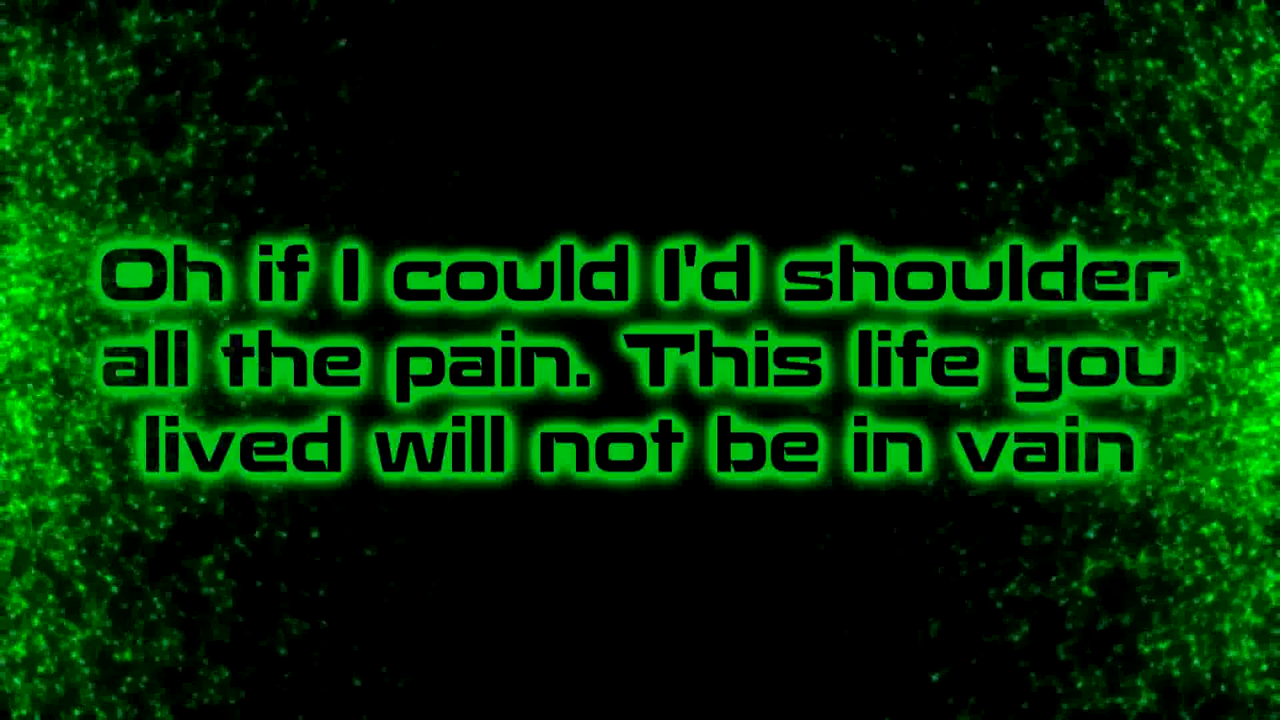 Oh if I could I'd shoulder
all the pain. This life you
lived will not be in vain